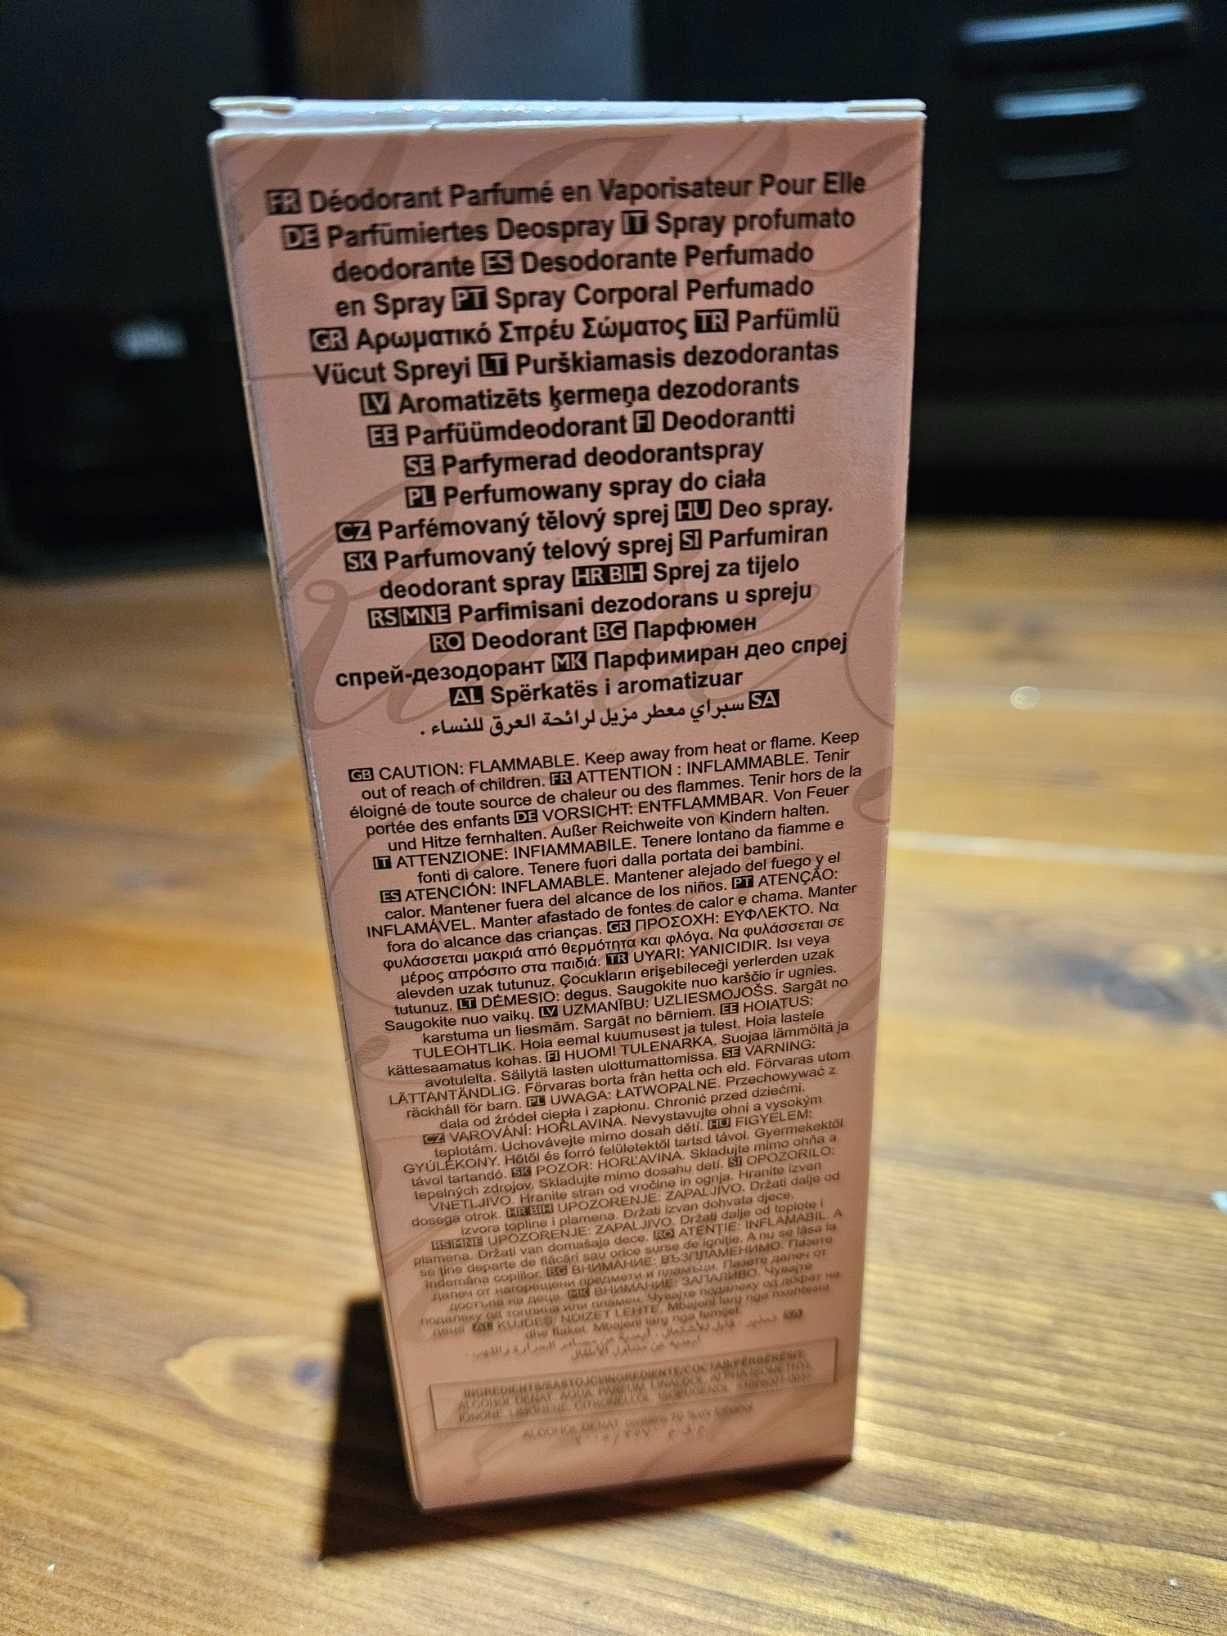 FR Déodorant Parfumé en Vaporisateur Pour Elle
DE Parfümiertes Deospray IT Spray profumato
deodorante ES Desodorante Perfumado
en Spray PT Spray Corporal Perfumado
GR Αρωματικό Σπρέυ Σώματος TR Parfümlü
Vücut Spreyi LT Purškiamasis dezodorantas
LV Aromatizēts ķermeņa dezodorants
EE Parfüümdeodorant FI Deodorantti
SE Parfymerad deodorantspray
PL Perfumowany spray do ciała
CZ Parfémovaný tělový sprej HU Deo spray.
SK Parfumovaný telový sprej SI Parfumiran
deodorant spray HR BIH Sprej za tijelo
RS MNE Parfimisani dezodorans u spreju
RO Deodorant BG Парфюмен
спрей-дезодорант MK Парфимиран део спреј
AL Spërkatës i aromatizuar
SA سبراي معطر مزيل لرائحة العرق للنساء .
GB CAUTION: FLAMMABLE. Keep away from heat or flame. Keep
out of reach of children. FR ATTENTION : INFLAMMABLE. Tenir
éloigné de toute source de chaleur ou des flammes. Tenir hors de la
portée des enfants DE VORSICHT: ENTFLAMMBAR. Von Feuer
und Hitze fernhalten. Außer Reichweite von Kindern halten.
IT ATTENZIONE: INFIAMMABILE. Tenere lontano da fiamme e
fonti di calore. Tenere fuori dalla portata dei bambini.
ES ATENCIÓN: INFLAMABLE. Mantener alejado del fuego y el
calor. Mantener fuera del alcance de los niños. PT ATENÇÃO:
INFLAMÁVEL. Manter afastado de fontes de calor e chama. Manter
fora do alcance das crianças. GR ΠΡΟΣΟΧΗ: ΕΥΦΛΕΚΤΟ. Να
φυλάσσεται μακριά από θερμότητα και φλόγα. Να φυλάσσεται σε
μέρος απρόσιτο στα παιδιά. TR UYARI: YANICIDIR. Isı veya
alevden uzak tutunuz. Çocukların erişebileceği yerlerden uzak
tutunuz. LT DĖMESIO: degus. Saugokite nuo karščio ir ugnies.
Saugokite nuo vaikų. LV UZMANĪBU: UZLIESMOJOŠS. Sargāt no
karstuma un liesmām. Sargāt no bērniem. EE HOIATUS:
TULEOHTLIK. Hoia eemal kuumusest ja tulest. Hoia lastele
kättesaamatus kohas. FI HUOM! TULENARKA. Suojaa lämmöltä ja
avotulelta. Säilytä lasten ulottumattomissa. SE VARNING:
LÄTTANTÄNDLIG. Förvaras borta från hetta och eld. Förvaras utom
räckhåll för barn. PL UWAGA: ŁATWOPALNE. Przechowywać z
dala od źródeł ciepła i zapłonu. Chronić przed dziećmi.
CZ VAROVÁNÍ: HOŘLAVINA. Nevystavujte ohni a vysokým
teplotám. Uchovávejte mimo dosah dětí. HU FIGYELEM:
GYÚLÉKONY. Hőtől és forró felületektől tartsd távol. Gyermekektől
távol tartandó. SK POZOR: HORĽAVINA. Skladujte mimo ohňa a
tepelných zdrojov. Skladujte mimo dosahu detí. SI OPOZORILO:
VNETLJIVO. Hranite stran od vročine in ognja. Hranite izven
dosega otrok. HR BIH UPOZORENJE: ZAPALJIVO. Držati dalje od
izvora topline i plamena. Držati izvan dohvata djece.
RS MNE UPOZORENJE: ZAPALJIVO. Držati dalje od toplote i
plamena. Držati van domašaja dece. RO ATENȚIE: INFLAMABIL. A
se ține departe de flăcări sau orice surse de igniție. A nu se lăsa la
îndemâna copiilor. BG ВНИМАНИЕ: ВЪЗПЛАМЕНИМО. Пазете
далеч от нагорещени предмети и пламъци. Пазете далеч от
достъпа на деца. MK ВНИМАНИЕ: ЗАПАЛИВО. Чувајте
подалеку од топлина или пламен. Чувајте подалеку од дофат на
деца AL KUJDES: NDIZET LEHTË. Mbajeni larg nga nxehtësia
dhe flakët. Mbajeni larg nga fëmijët.
INGREDIENTS
ALCOHOL DENAT. AQUA, PARFUM, LINALOOL, ALPHA-ISOMETHYL
IONONE, LIMONENE, CITRONELLOL
ALCOHOL DENAT. contains